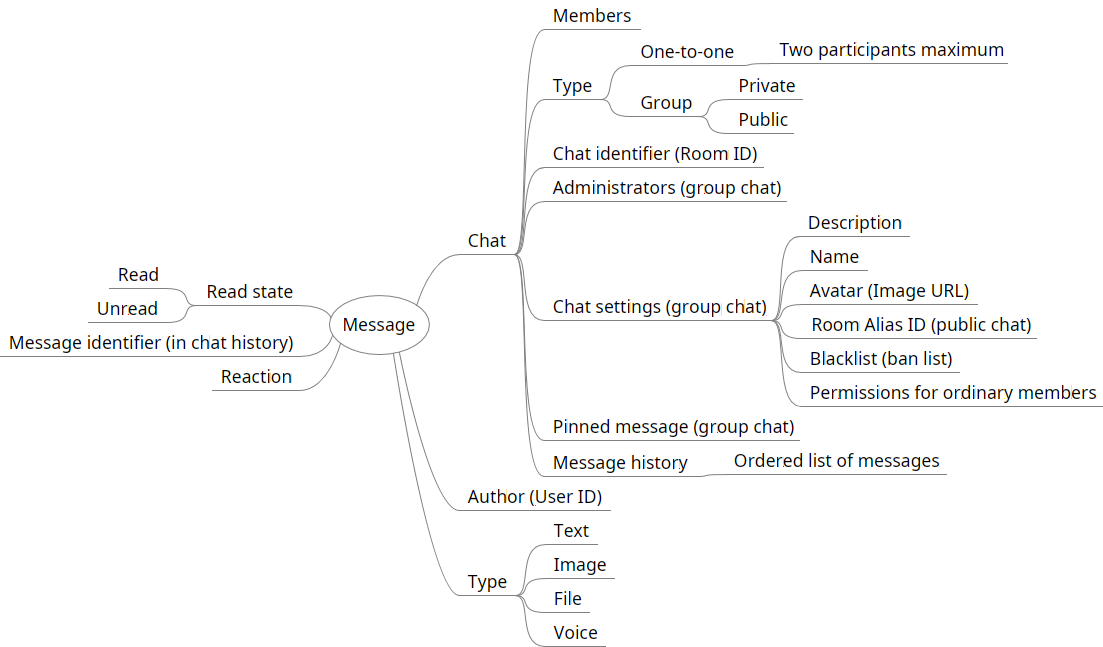 Members
One-to-one
Two participants maximum
Type
Private
Group
Public
Chat identifier (Room ID)
Administrators (group chat)
Description
Chat
Name
Read
Read state
Avatar (Image URL)
Unread
Chat settings (group chat)
Message
Room Alias ID (public chat)
Message identifier (in chat history)
Blacklist (ban list)
Reaction
Permissions for ordinary members
Pinned message (group chat)
Message history
Ordered list of messages
Author (User ID)
Text
Image
Type
File
Voice